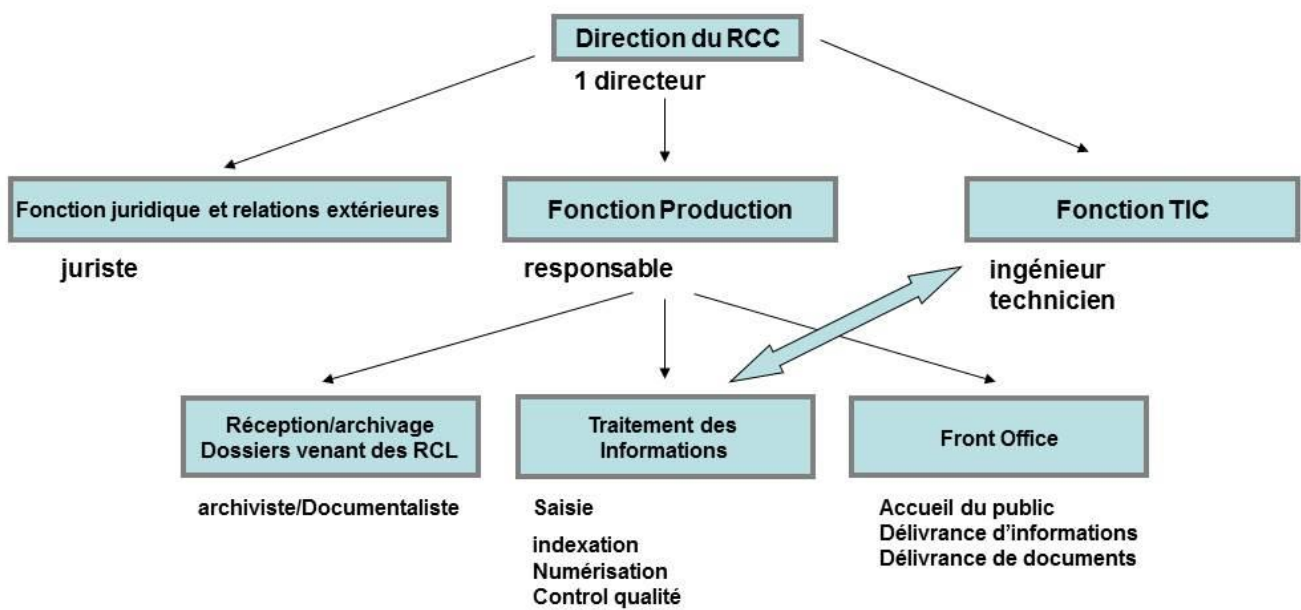 Direction du RCC
1 directeur
Fonction juridique et relations extérieures
juriste
Fonction Production
responsable
Fonction TIC
ingénieur
technicien
Réception/archivage
Dossiers venant des RCL
archiviste/Documentaliste
Traitement des
Informations
Saisie
indexation
Numérisation
Control qualité
Front Office
Accueil du public
Délivrance d'informations
Délivrance de documents